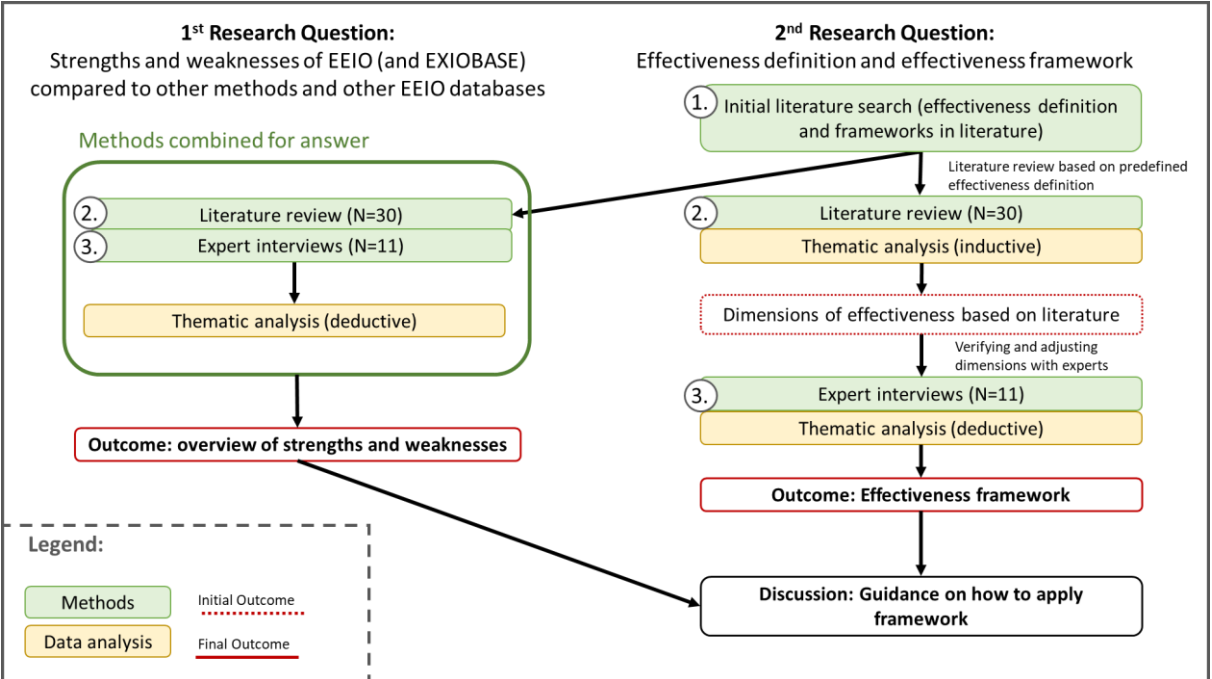 1st Research Question:
Strengths and weaknesses of EEIO (and EXIOBASE)
compared to other methods and other EEIO databases
Methods combined for answer
2.
Literature review (N=30)
3.
Expert interviews (N=11)
Thematic analysis (deductive)
Outcome: overview of strengths and weaknesses
2nd Research Question:
Effectiveness definition and effectiveness framework
1.
Initial literature search (effectiveness definition
and frameworks in literature)
Literature review based on predefined
effectiveness definition
2.
Literature review (N=30)
Thematic analysis (inductive)
Dimensions of effectiveness based on literature
Verifying and adjusting
dimensions with experts
3.
Expert interviews (N=11)
Thematic analysis (deductive)
Outcome: Effectiveness framework
Discussion: Guidance on how to apply
framework
Legend:
Methods
Initial Outcome
Data analysis
Final Outcome